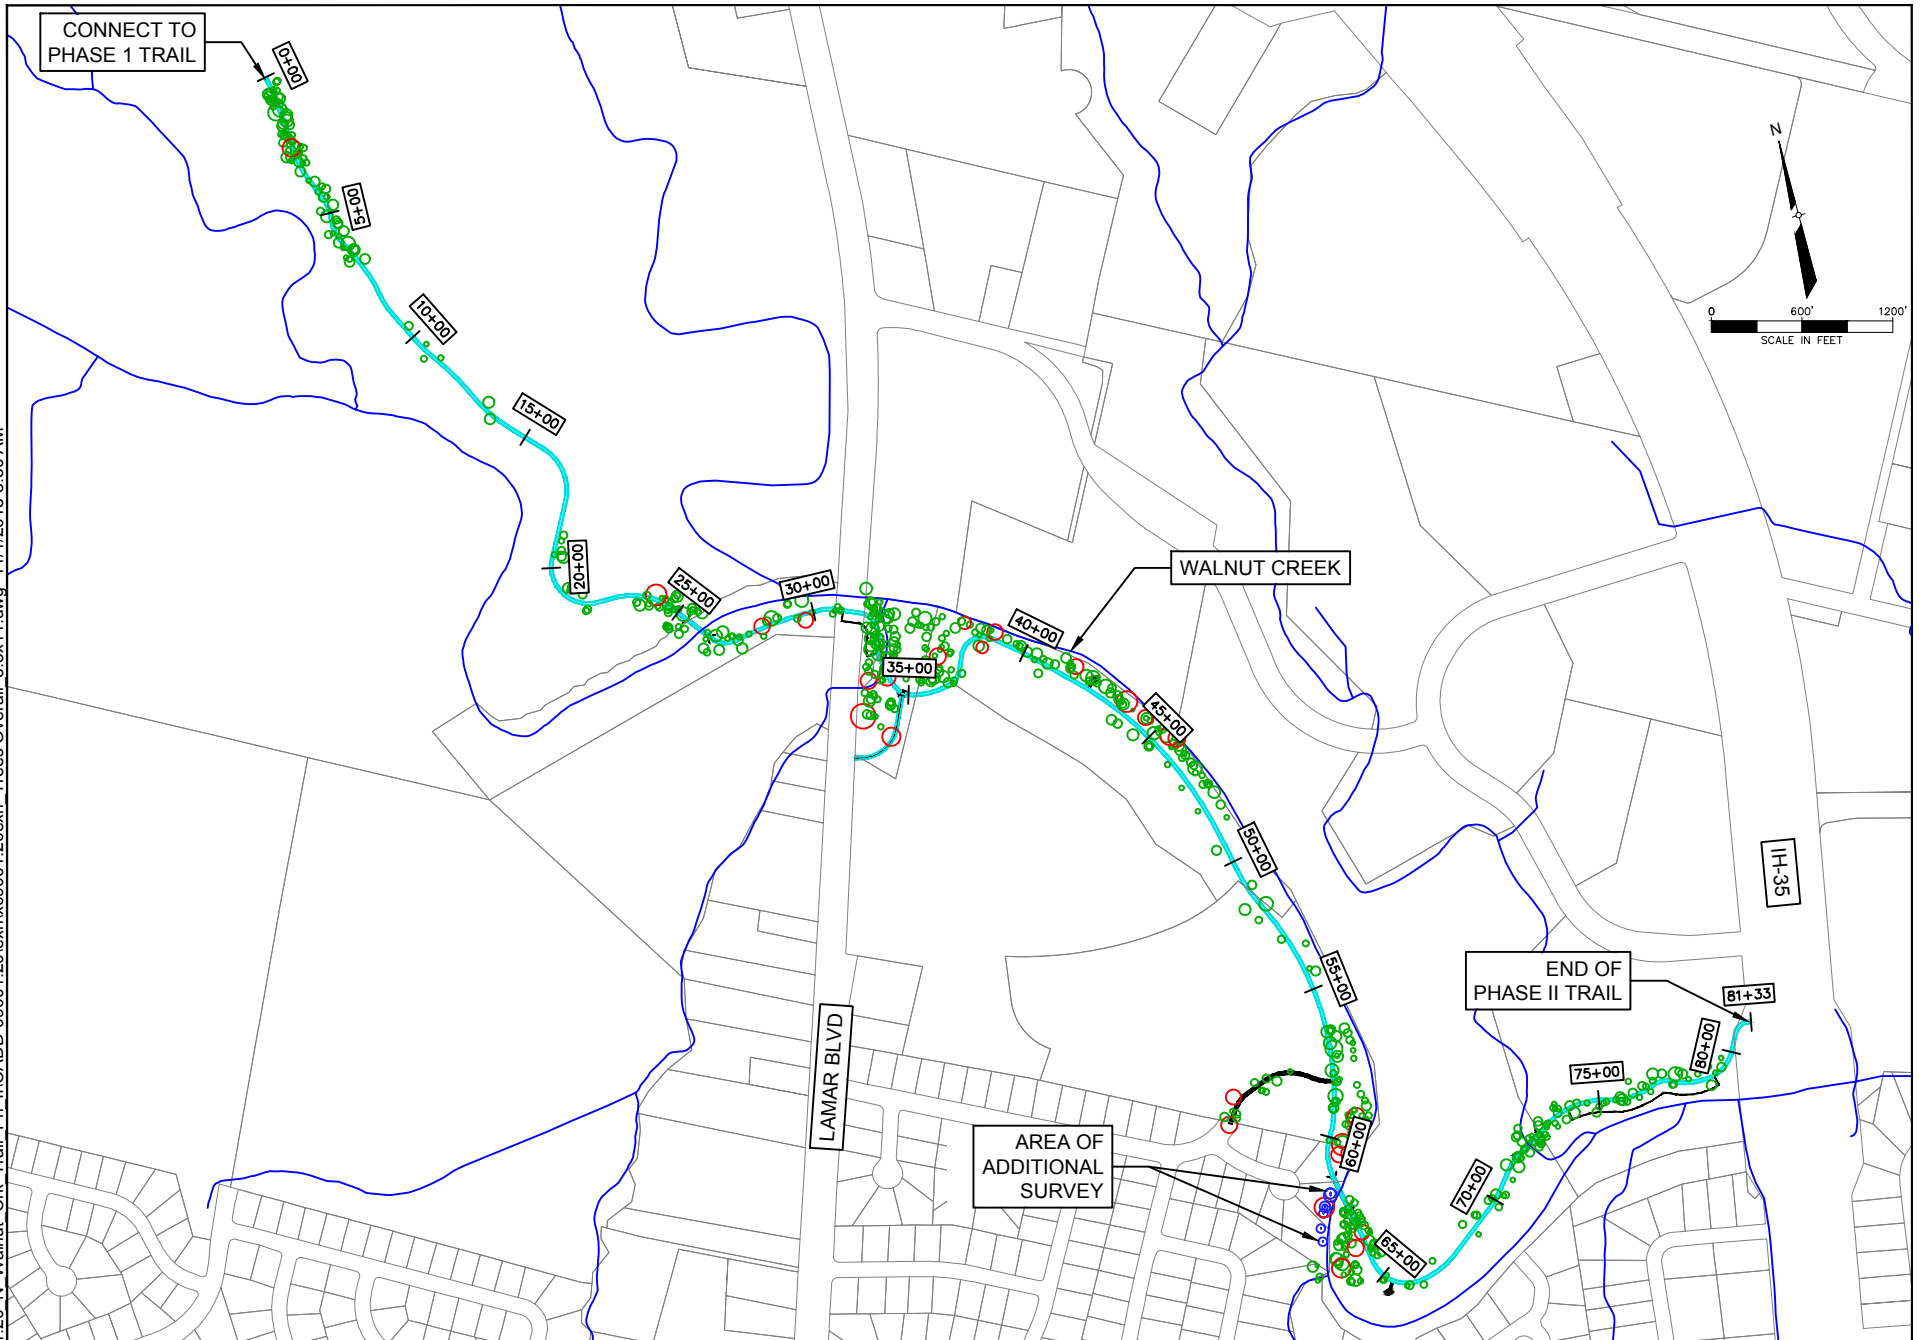 CONNECT TO
PHASE 1 TRAIL
0+00
5+00
10+00
15+00
20+00
25+00
30+00
35+00
40+00
45+00
50+00
55+00
60+00
65+00
70+00
75+00
80+00
81+33
N
0 600' 1200'
SCALE IN FEET
WALNUT CREEK
IH-35
END OF
PHASE II TRAIL
LAMAR BLVD
AREA OF
ADDITIONAL
SURVEY